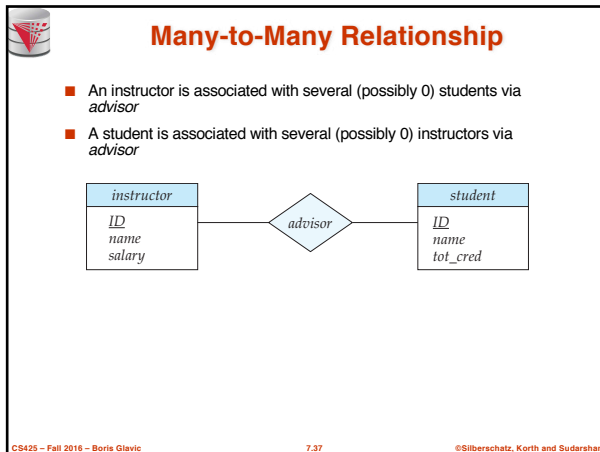 Many-to-Many Relationship
An instructor is associated with several (possibly 0) students via
advisor
A student is associated with several (possibly 0) instructors via
advisor
instructor
ID
name
salary
advisor
student
ID
name
tot_cred
CS425 – Fall 2016 – Boris Glavic
7.37
©Silberschatz, Korth and Sudarshan